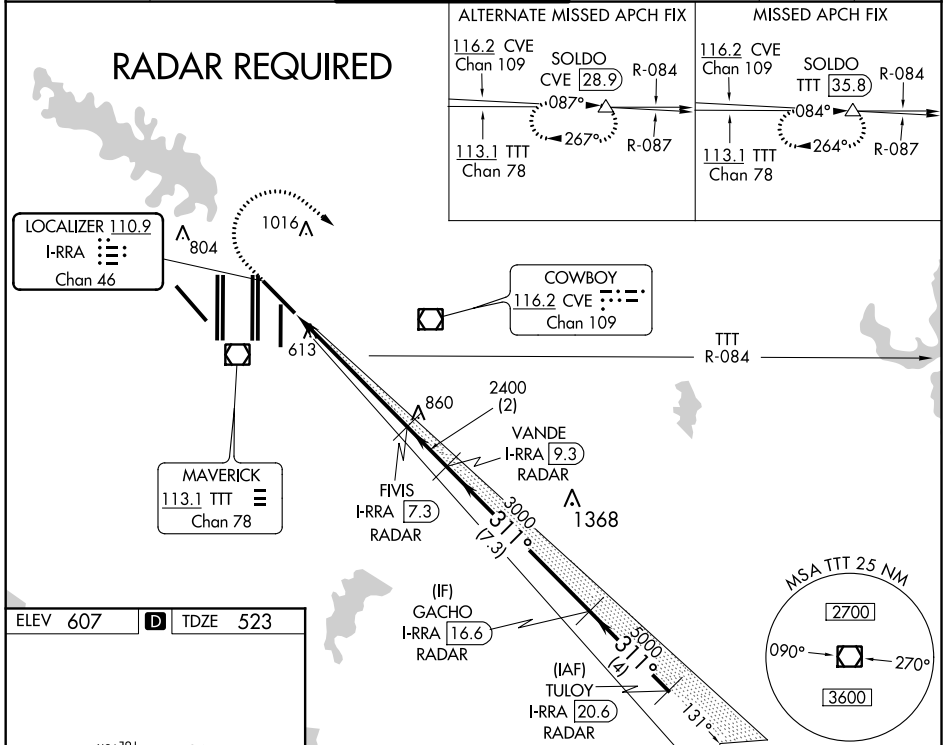 RADAR REQUIRED
ALTERNATE MISSED APCH FIX
116.2 CVE
Chan 109
SOLDO
CVE 28.9
R-084
087°
267°
R-087
113.1 TTT
Chan 78
MISSED APCH FIX
116.2 CVE
Chan 109
SOLDO
TTT 35.8
R-084
084°
264°
R-087
113.1 TTT
Chan 78
LOCALIZER 110.9
I-RRA
Chan 46
804
1016
COWBOY
116.2 CVE
Chan 109
613
TTT
R-084
MAVERICK
113.1 TTT
Chan 78
860
2400
(2)
VANDE
I-RRA 9.3
RADAR
FIVIS
I-RRA 7.3
RADAR
3000
311°
(7.3)
1368
(IF)
GACHO
I-RRA 16.6
RADAR
5000
311°
(4)
(IAF)
TULOY
I-RRA 20.6
RADAR
131°
MSA TTT 25 NM
2700
090°
270°
3600
ELEV 607
D
TDZE 523